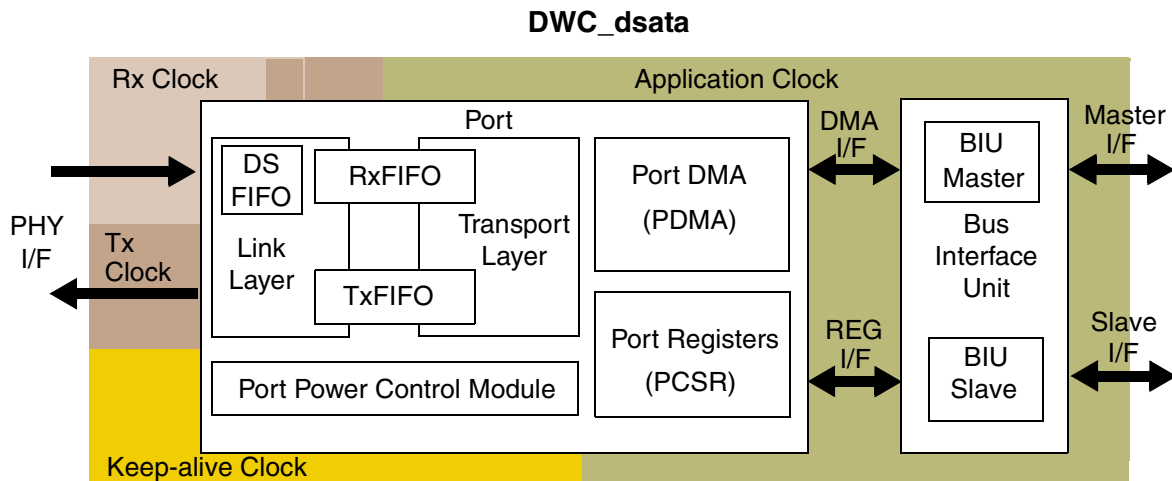 DWC_dsata
Rx Clock
Application Clock
Port
DMA
I/F
Master
I/F
DS
FIFO
RxFIFO
Port DMA
(PDMA)
BIU
Master
PHY
I/F
Tx
Clock
Link
Layer
Transport
Layer
Bus
Interface
Unit
TxFIFO
Port Registers
(PCSR)
REG
I/F
Slave
I/F
BIU
Slave
Port Power Control Module
Keep-alive Clock